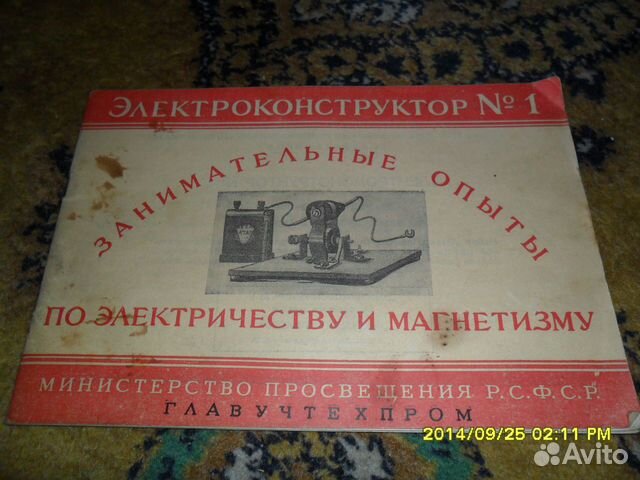 ЭЛЕКТРОКОНСТРУКТОР № 1
ЗАНИМАТЕЛЬНЫЕ ОПЫТЫ
ПО ЭЛЕКТРИЧЕСТВУ И МАГНЕТИЗМУ
МИНИСТЕРСТВО ПРОСВЕЩЕНИЯ Р.С.Ф.С.Р.
ГЛАВУЧТЕХПРОМ
2014/09/25 02:11 PM
Avito